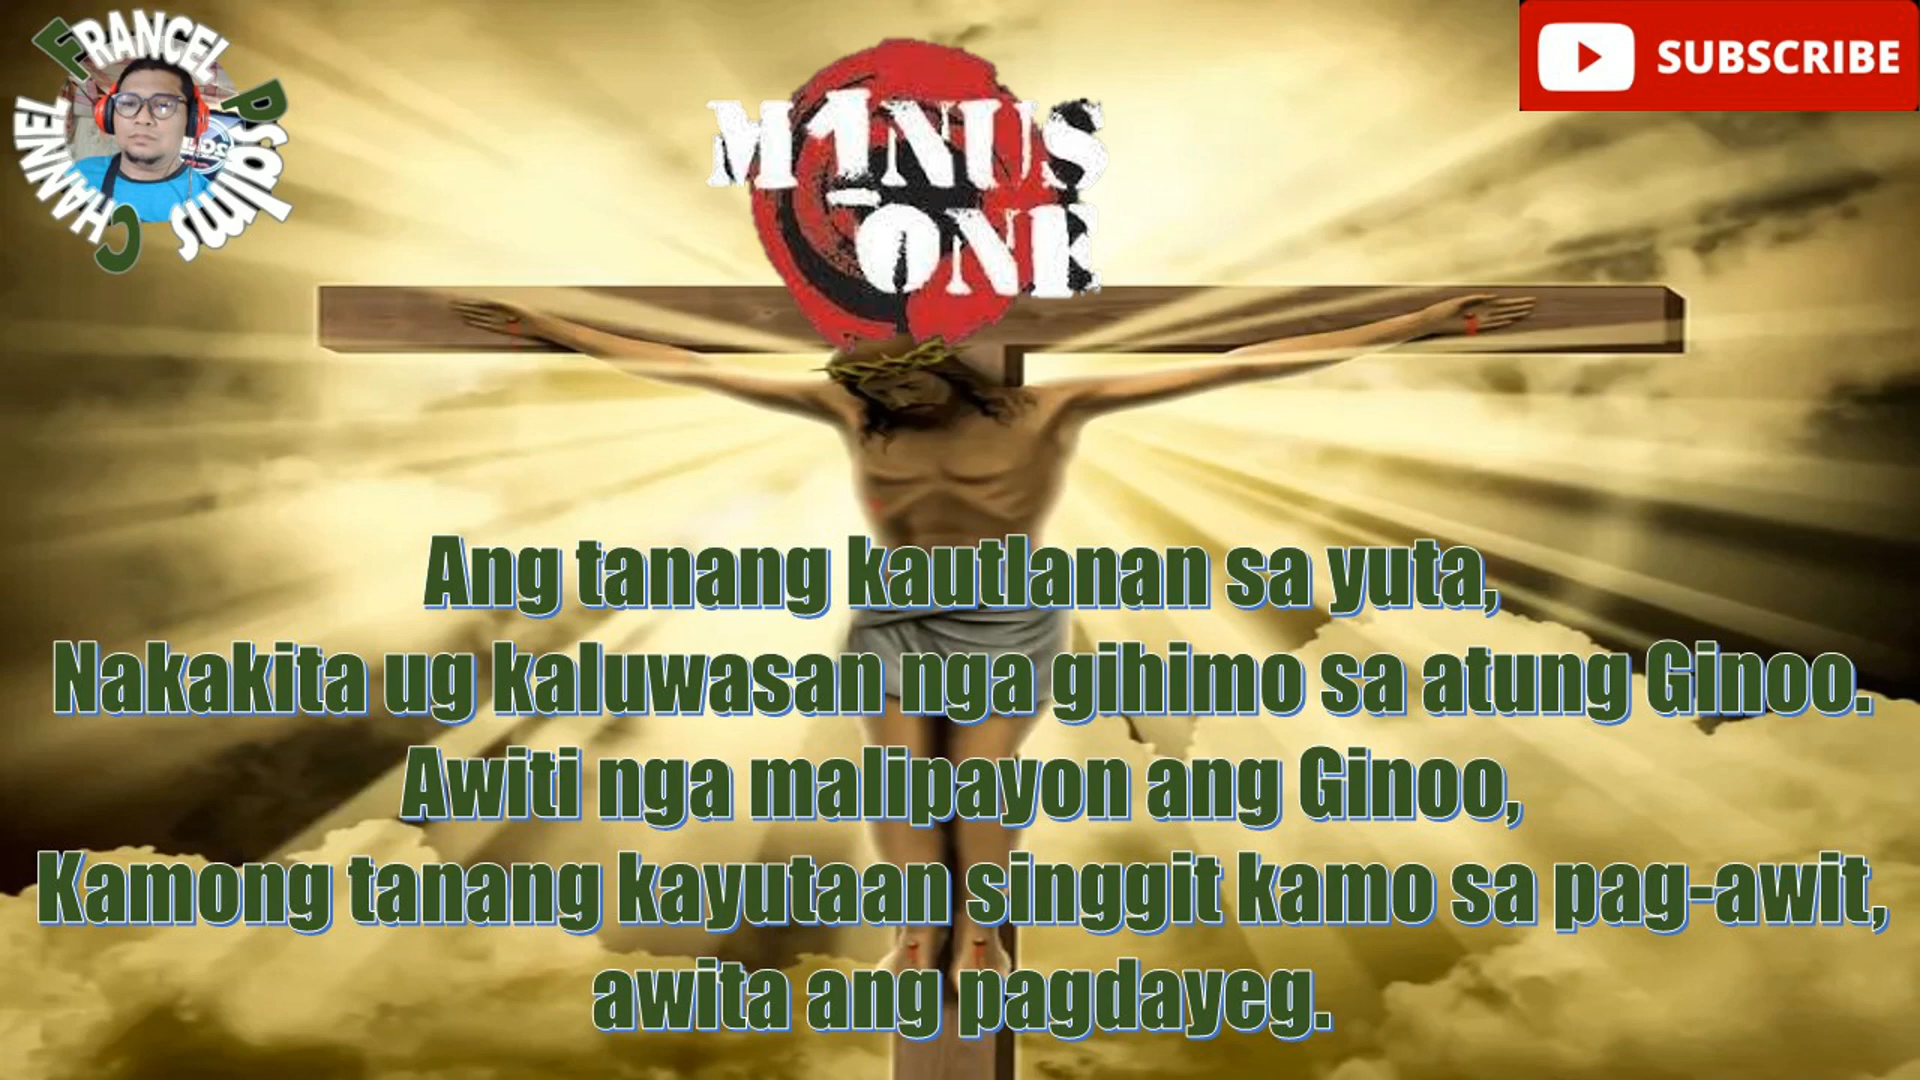 FRANCEL Psalms CHANNEL
M1NUS
-ONE
SUBSCRIBE
Ang tanang kautlanan sa yuta,
Nakakita ug kaluwasan nga gihimo sa atung Ginoo.
Awiti nga malipayon ang Ginoo,
Kamong tanang kayutaan singgit kamo sa pag-awit,
awita ang pagdayeg.